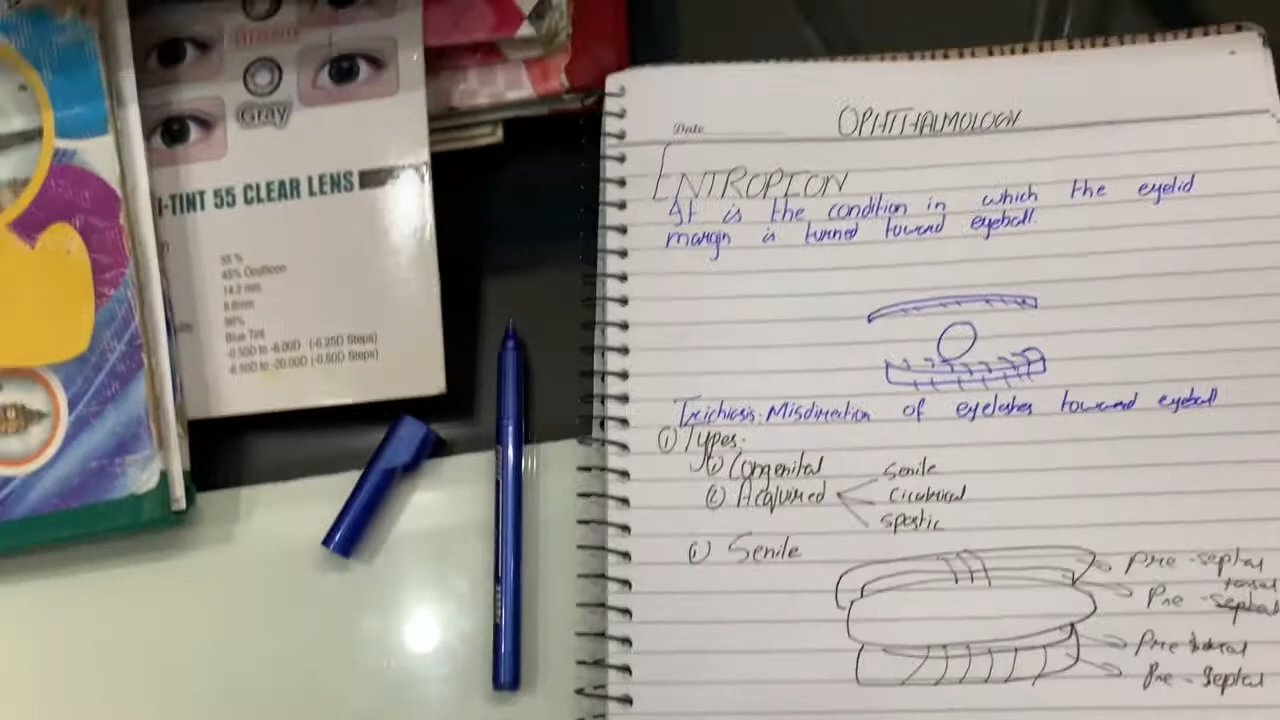 Gray
I-TINT 55 CLEAR LENS
55 %
45% Ocufilcon
14.2 mm
8.6mm
Blue Tint
-0.50D to -6.00D (-0.25D Steps)
-6.50D to -20.00D (-0.50D Steps)
Date
OPHTHALMOLOGY
ENTROPION
It is the condition in which the eyelid
margin is turned toward eyeball.
Trichiasis: Misdirection of eyelashes toward eyeball
① Types.
① Congenital
② Acquired
Senile
Cicatrical
Spastic
① Senile
Pre-septal
Pre-septal
tarsal
Pre tarsal
Pre-Septal